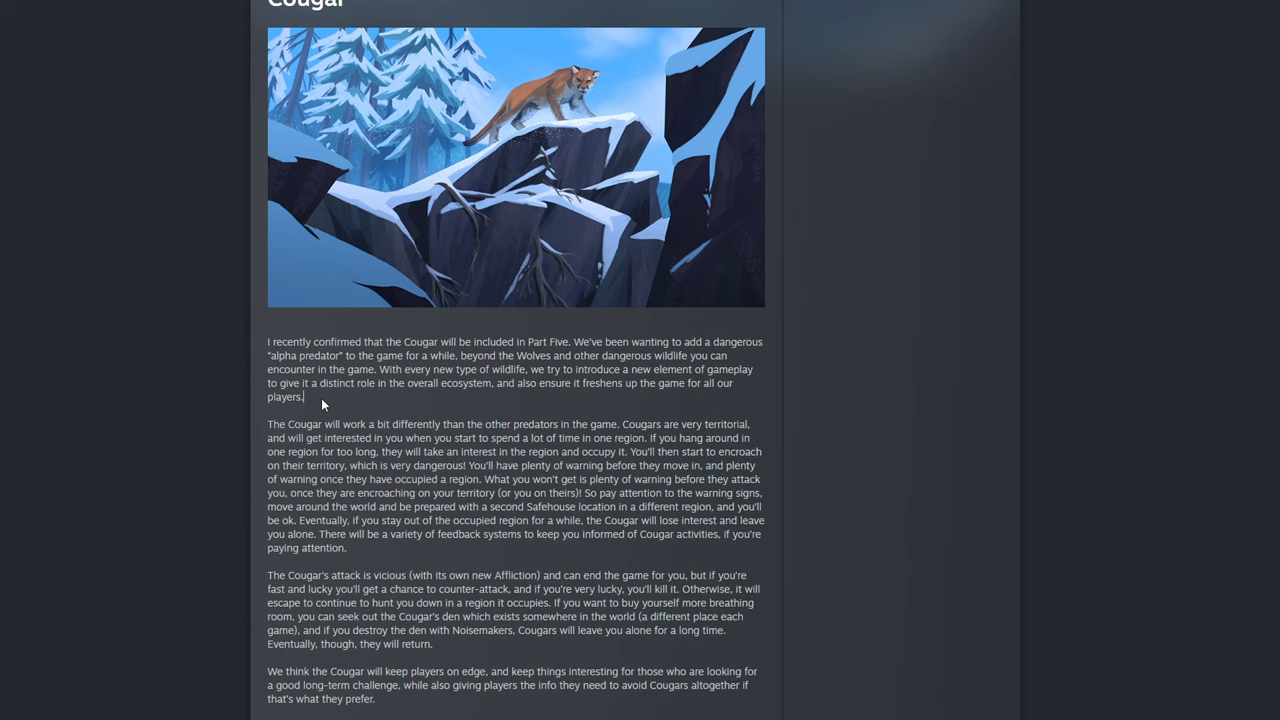 Cougar
I recently confirmed that the Cougar will be included in Part Five. We've been wanting to add a dangerous
"alpha predator" to the game for a while, beyond the Wolves and other dangerous wildlife you can
encounter in the game. With every new type of wildlife, we try to introduce a new element of gameplay
to give it a distinct role in the overall ecosystem, and also ensure it freshens up the game for all our
players.
The Cougar will work a bit differently than the other predators in the game. Cougars are very territorial,
and will get interested in you when you start to spend a lot of time in one region. If you hang around in
one region for too long, they will take an interest in the region and occupy it. You'll then start to encroach
on their territory, which is very dangerous! You'll have plenty of warning before they move in, and plenty
of warning once they have occupied a region. What you won't get is plenty of warning before they attack
you, once they are encroaching on your territory (or you on theirs)! So pay attention to the warning signs,
move around the world and be prepared with a second Safehouse location in a different region, and you'll
be ok. Eventually, if you stay out of the occupied region for a while, the Cougar will lose interest and leave
you alone. There will be a variety of feedback systems to keep you informed of Cougar activities, if you're
paying attention.
The Cougar's attack is vicious (with its own new Affliction) and can end the game for you, but if you're
fast and lucky you'll get a chance to counter-attack, and if you're very lucky, you'll kill it. Otherwise, it will
escape to continue to hunt you down in a region it occupies. If you want to buy yourself more breathing
room, you can seek out the Cougar's den which exists somewhere in the world (a different place each
game), and if you destroy the den with Noisemakers, Cougars will leave you alone for a long time.
Eventually, though, they will return.
We think the Cougar will keep players on edge, and keep things interesting for those who are looking for
a good long-term challenge, while also giving players the info they need to avoid Cougars altogether if
that's what they prefer.